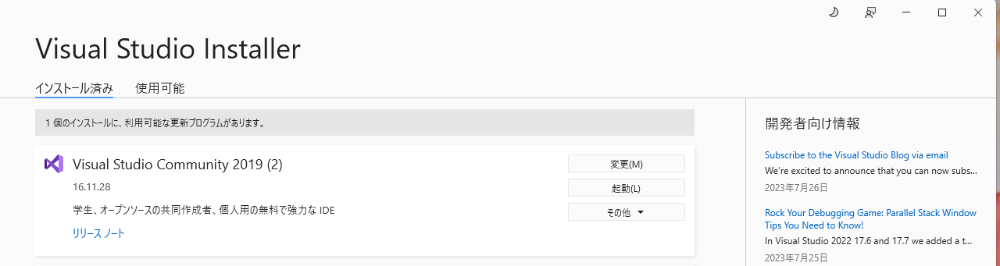 Visual Studio Installer
インストール済み 使用可能
1 個のインストールに、利用可能な更新プログラムがあります。
Visual Studio Community 2019 (2)
16.11.28
学生、オープンソースの共同作成者、個人用の無料で強力な IDE
リリース ノート
変更(M)
起動(L)
その他
開発者向け情報
Subscribe to the Visual Studio Blog via email
We're excited to announce that you can now subs...
2023年7月26日
Rock Your Debugging Game: Parallel Stack Window
Tips You Need to Know!
In Visual Studio 2022 17.6 and 17.7 we added a t...
2023年7月25日